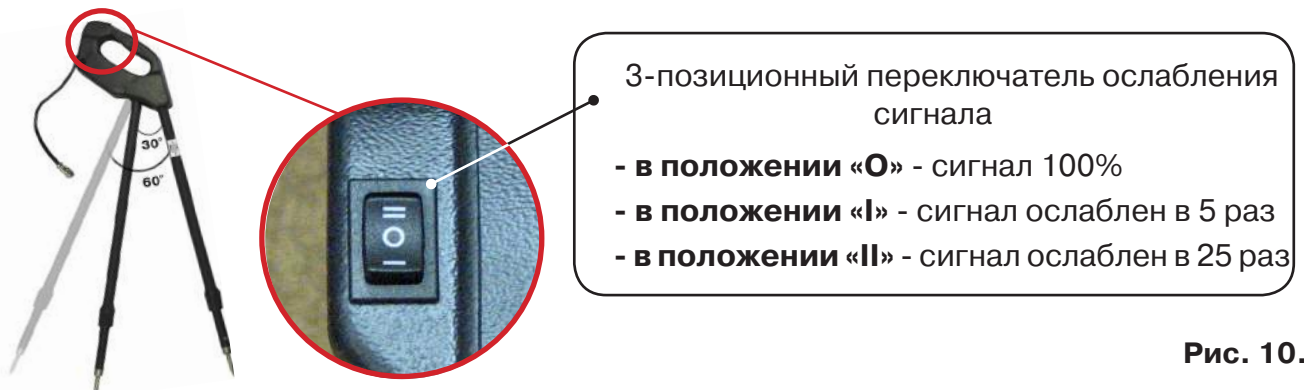 30°
60°
II
O
I
3-позиционный переключатель ослабления
сигнала
- в положении «O» - сигнал 100%
- в положении «I» - сигнал ослаблен в 5 раз
- в положении «II» - сигнал ослаблен в 25 раз
Рис. 10.